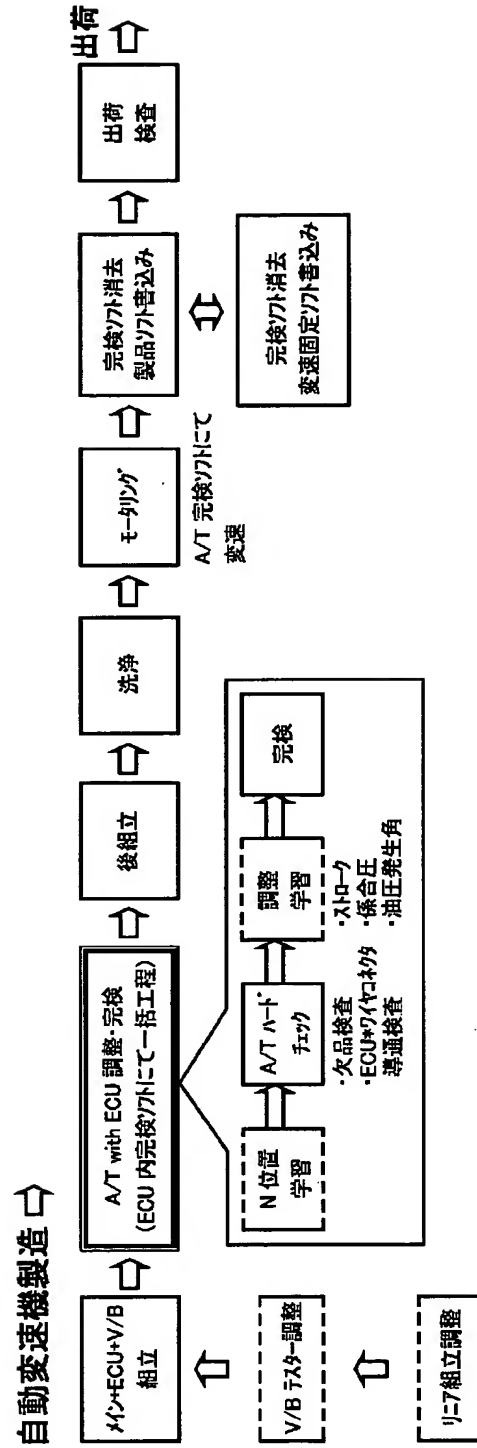 自動変速機製造
メイン+ECU+V/B
組立
V/B テスター調整
リニア組立調整
A/T with ECU 調整・完検
(ECU 内完検ソフトにて一括工程)
N 位置
学習
A/T ハード
チェック
・欠品検査
・ECU*ワイヤコネクタ
導通検査
調整
学習
・ストローク
・係合圧
・油圧発生角
完検
後組立
洗浄
モータリング
A/T 完検ソフトにて
変速
完検ソフト消去
製品ソフト書込み
完検ソフト消去
変速固定ソフト書込み
出荷
検査
出荷